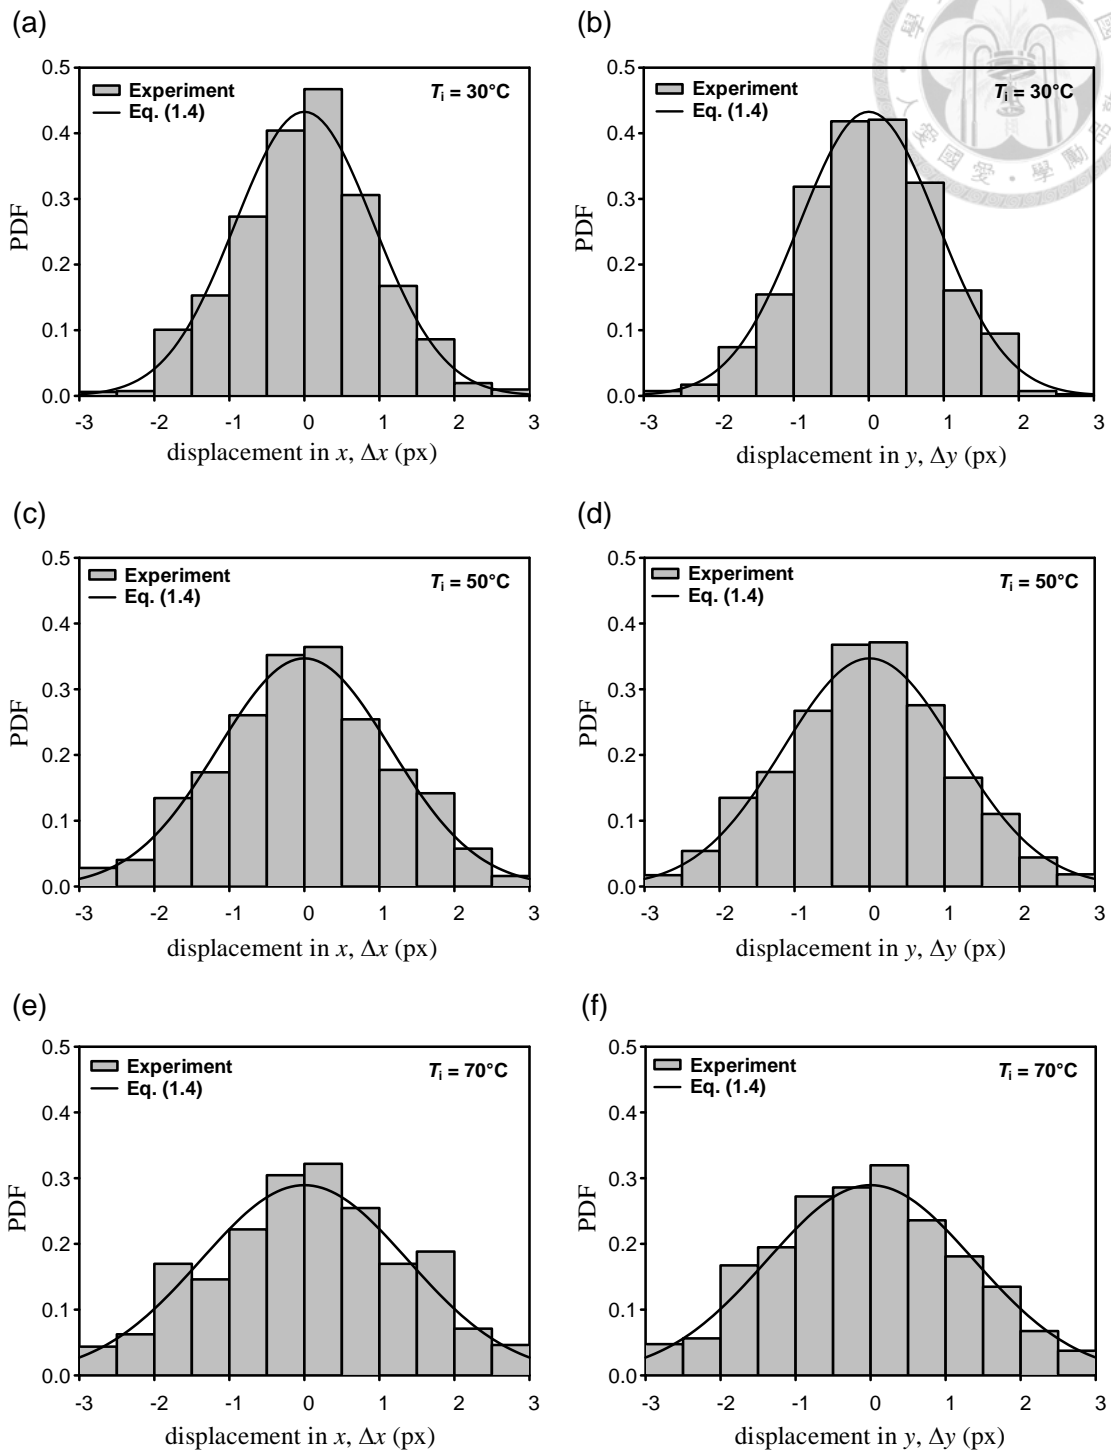 (a)
(b)
Experiment
Eq. (1.4)
Tᵢ = 30°C
0.5
0.4
0.3
0.2
0.1
0.0
PDF
-3 -2 -1 0 1 2 3
displacement in x, Δx (px)
Experiment
Eq. (1.4)
Tᵢ = 30°C
0.5
0.4
0.3
0.2
0.1
0.0
PDF
-3 -2 -1 0 1 2 3
displacement in y, Δy (px)
學
國
人
愛
國
愛
·
學
勵
品
(c)
(d)
Experiment
Eq. (1.4)
Tᵢ = 50°C
0.5
0.4
0.3
0.2
0.1
0.0
PDF
-3 -2 -1 0 1 2 3
displacement in x, Δx (px)
Experiment
Eq. (1.4)
Tᵢ = 50°C
0.5
0.4
0.3
0.2
0.1
0.0
PDF
-3 -2 -1 0 1 2 3
displacement in y, Δy (px)
(e)
(f)
Experiment
Eq. (1.4)
Tᵢ = 70°C
0.5
0.4
0.3
0.2
0.1
0.0
PDF
-3 -2 -1 0 1 2 3
displacement in x, Δx (px)
Experiment
Eq. (1.4)
Tᵢ = 70°C
0.5
0.4
0.3
0.2
0.1
0.0
PDF
-3 -2 -1 0 1 2 3
displacement in y, Δy (px)